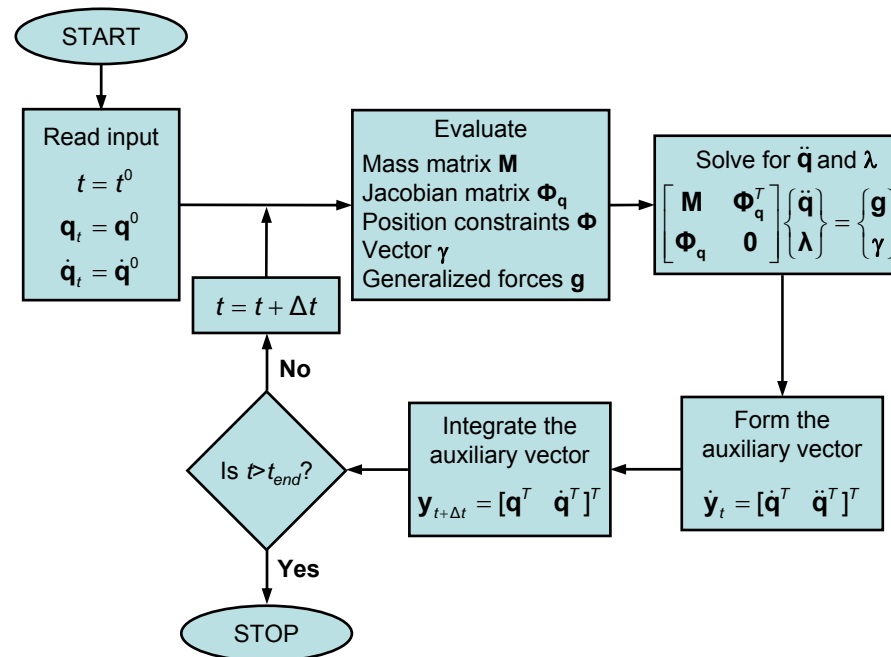 START
Read input
t = t⁰
q_t = q⁰
q̇_t = q̇⁰
Evaluate
Mass matrix M
Jacobian matrix Φ_q
Position constraints Φ
Vector γ
Generalized forces g
Solve for q̈ and λ
[M Φ_q^T; Φ_q 0] {q̈; λ} = {g; γ}
t = t + Δt
No
Is t>t_end?
Integrate the
auxiliary vector
y_{t+Δt} = [q^T q̇^T]^T
Form the
auxiliary vector
ẏ_t = [q̇^T q̈^T]^T
Yes
STOP